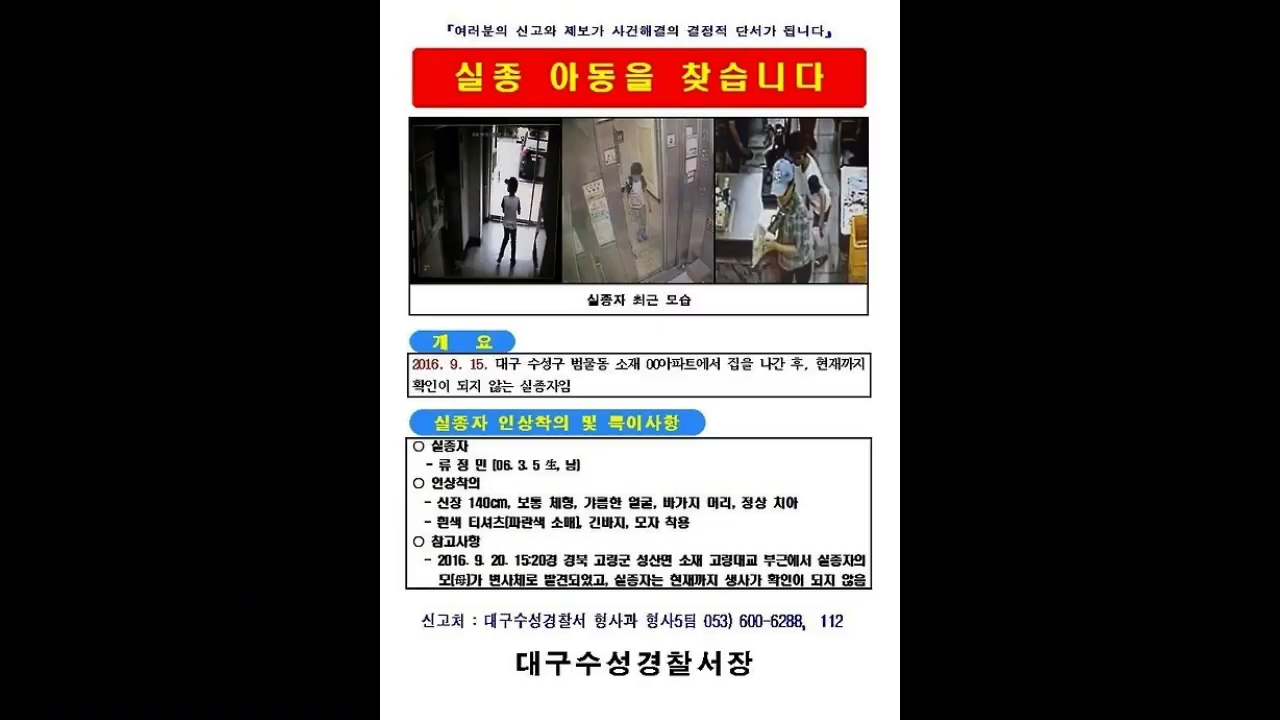 『여러분의 신고와 제보가 사건해결의 결정적 단서가 됩니다』
실종 아동을 찾습니다
실종자 최근 모습
개 요
2016. 9. 15. 대구 수성구 범물동 소재 00아파트에서 집을 나간 후, 현재까지
확인이 되지 않는 실종자임
실종자 인상착의 및 특이사항
○ 실종자
- 류 정 민 (06. 3. 5 生, 남)
○ 인상착의
- 신장 140cm, 보통 체형, 갸름한 얼굴, 바가지 머리, 정상 치아
- 흰색 티셔츠(파란색 소매), 긴바지, 모자 착용
○ 참고사항
- 2016. 9. 20. 15:20경 경북 고령군 성산면 소재 고령대교 부근에서 실종자의
모(母)가 변사체로 발견되었고, 실종자는 현재까지 생사가 확인이 되지 않음
신고처 : 대구수성경찰서 형사과 형사5팀 053) 600-6288, 112
대구수성경찰서장